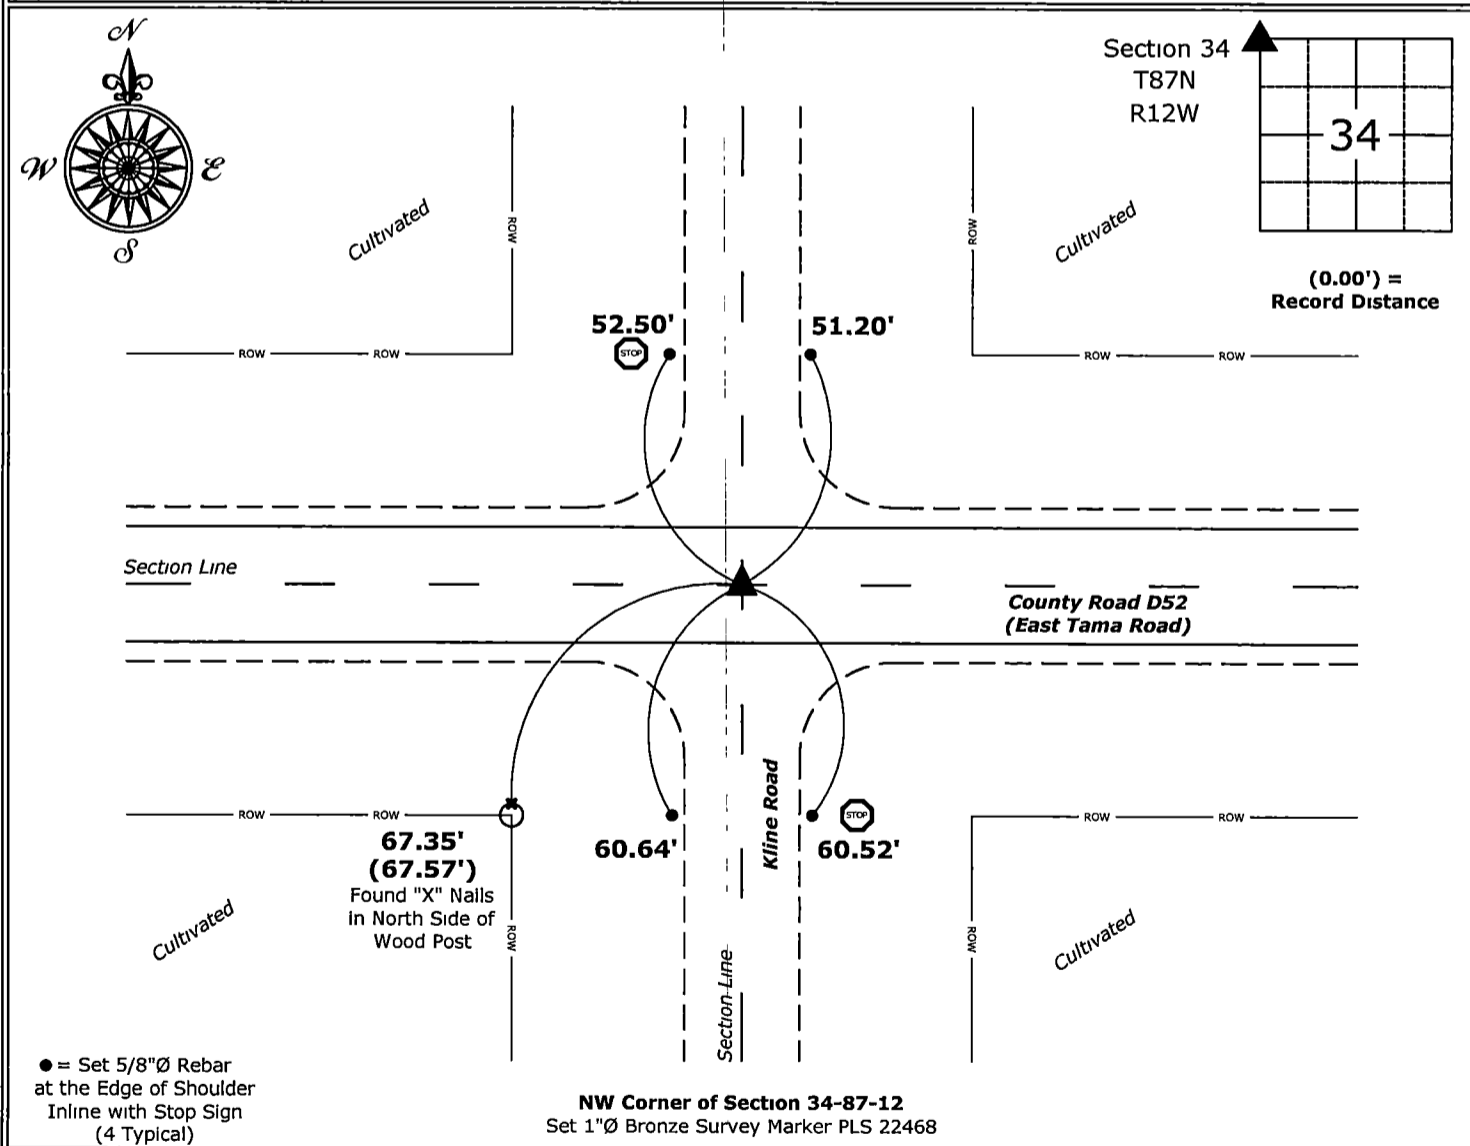 N
W
E
S
Section 34
T87N
R12W
34
(0.00') =
Record Distance
Cultivated
ROW
ROW
Cultivated
52.50'
51.20'
STOP
ROW
ROW
ROW
ROW
Section Line
County Road D52
(East Tama Road)
Kline Road
ROW
ROW
STOP
ROW
ROW
67.35'
(67.57')
Found "X" Nails
in North Side of
Wood Post
60.64'
60.52'
Cultivated
ROW
ROW
Cultivated
Section Line
● = Set 5/8"Ø Rebar
at the Edge of Shoulder
Inline with Stop Sign
(4 Typical)
NW Corner of Section 34-87-12
Set 1"Ø Bronze Survey Marker PLS 22468